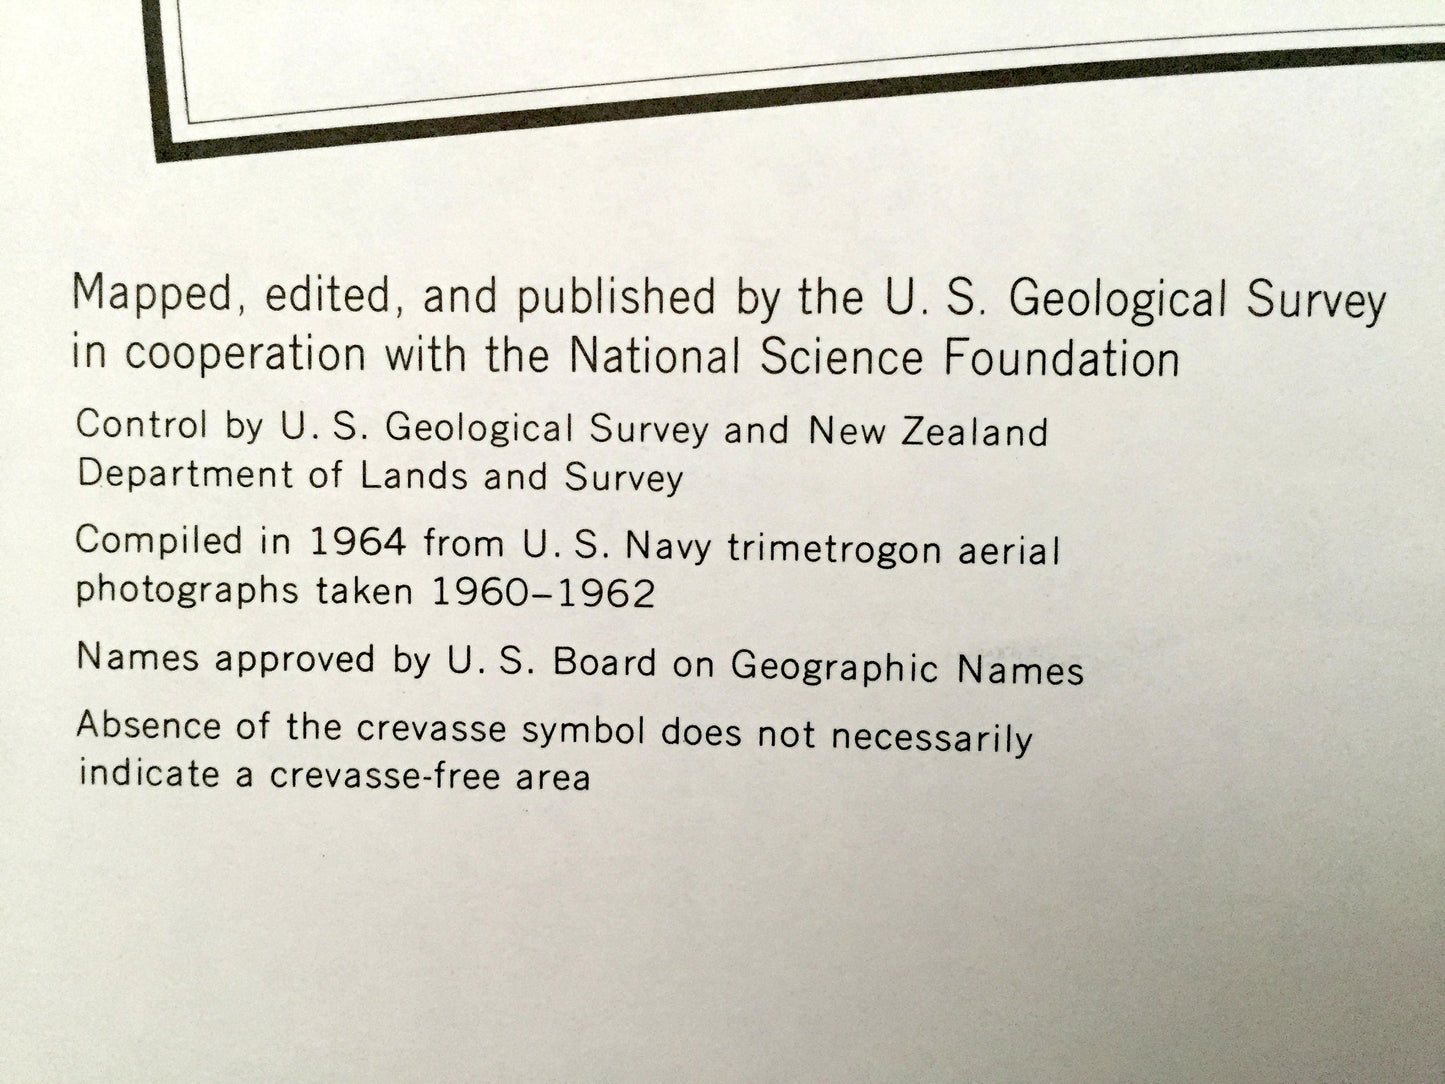 Mapped, edited, and published by the U. S. Geological Survey
in cooperation with the National Science Foundation
Control by U. S. Geological Survey and New Zealand
Department of Lands and Survey
Compiled in 1964 from U. S. Navy trimetrogon aerial
photographs taken 1960–1962
Names approved by U. S. Board on Geographic Names
Absence of the crevasse symbol does not necessarily
indicate a crevasse-free area